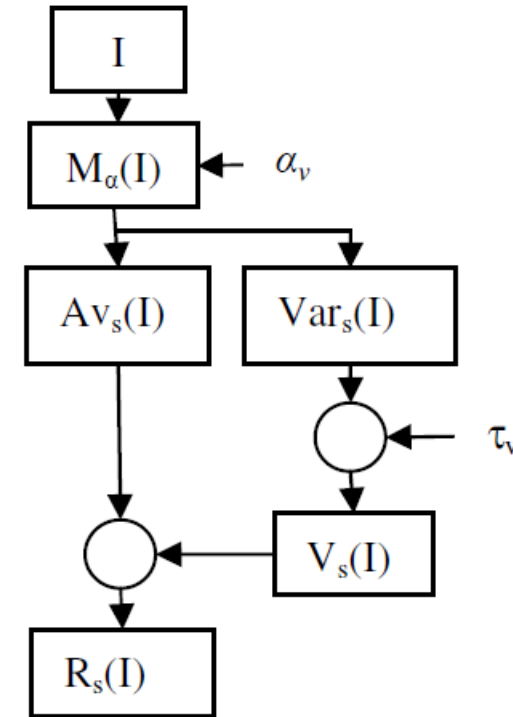 I
Mα(I)
αv
Avs(I)
Vars(I)
τv
Vs(I)
Rs(I)